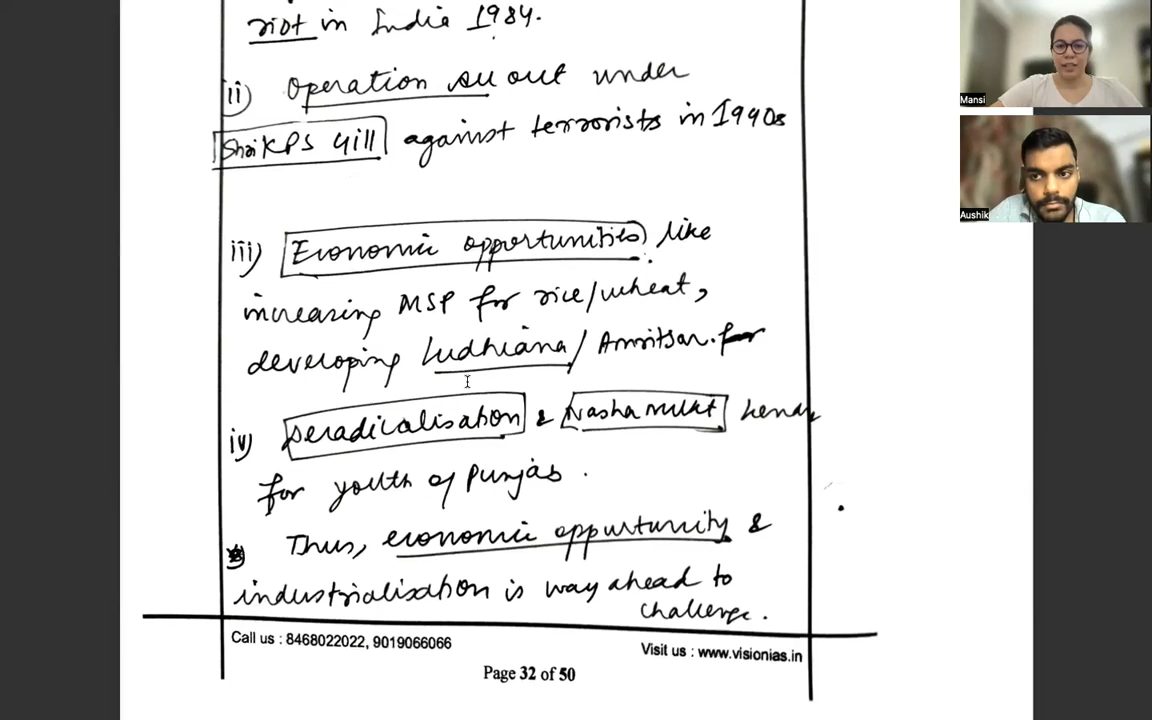 riot in India 1984.
Mansi
ii) Operation all out under
Shri KPS Gill against terrorists in 1990s
Aushik
iii) Economic opportunities like
increasing MSP for rice/wheat,
developing Ludhiana / Amritsar.
iv) Deradicalisation & Nasha mukt
for youth of Punjab.
Thus, economic oppurtunity &
industrialisation is way ahead to
challenge.
Call us : 8468022022, 9019066066
Visit us : www.visionias.in
Page 32 of 50